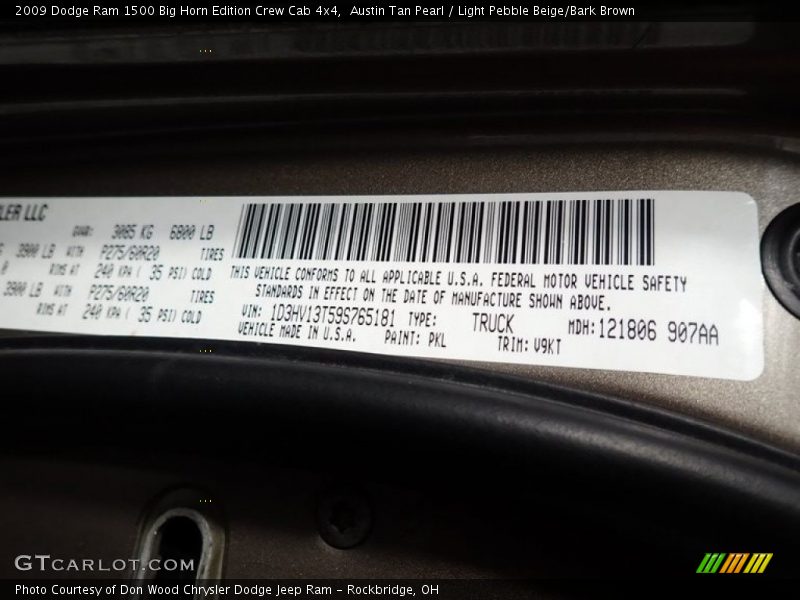 2009 Dodge Ram 1500 Big Horn Edition Crew Cab 4x4,  Austin Tan Pearl / Light Pebble Beige/Bark Brown
LER LLC
GVWR: 3085 KG 6800 LB
3900 LB WITH P275/60R20 TIRES
0 RIMS AT 240 KPA ( 35 PSI) COLD
3900 LB WITH P275/60R20 TIRES
RIMS AT 240 KPA ( 35 PSI) COLD
THIS VEHICLE CONFORMS TO ALL APPLICABLE U.S.A. FEDERAL MOTOR VEHICLE SAFETY
STANDARDS IN EFFECT ON THE DATE OF MANUFACTURE SHOWN ABOVE.
VIN: 1D3HV13T59S765181 TYPE: TRUCK MDH: 121806 907AA
VEHICLE MADE IN U.S.A. PAINT: PKL TRIM: V9KT
GTCARLOT.COM
Photo Courtesy of Don Wood Chrysler Dodge Jeep Ram - Rockbridge, OH